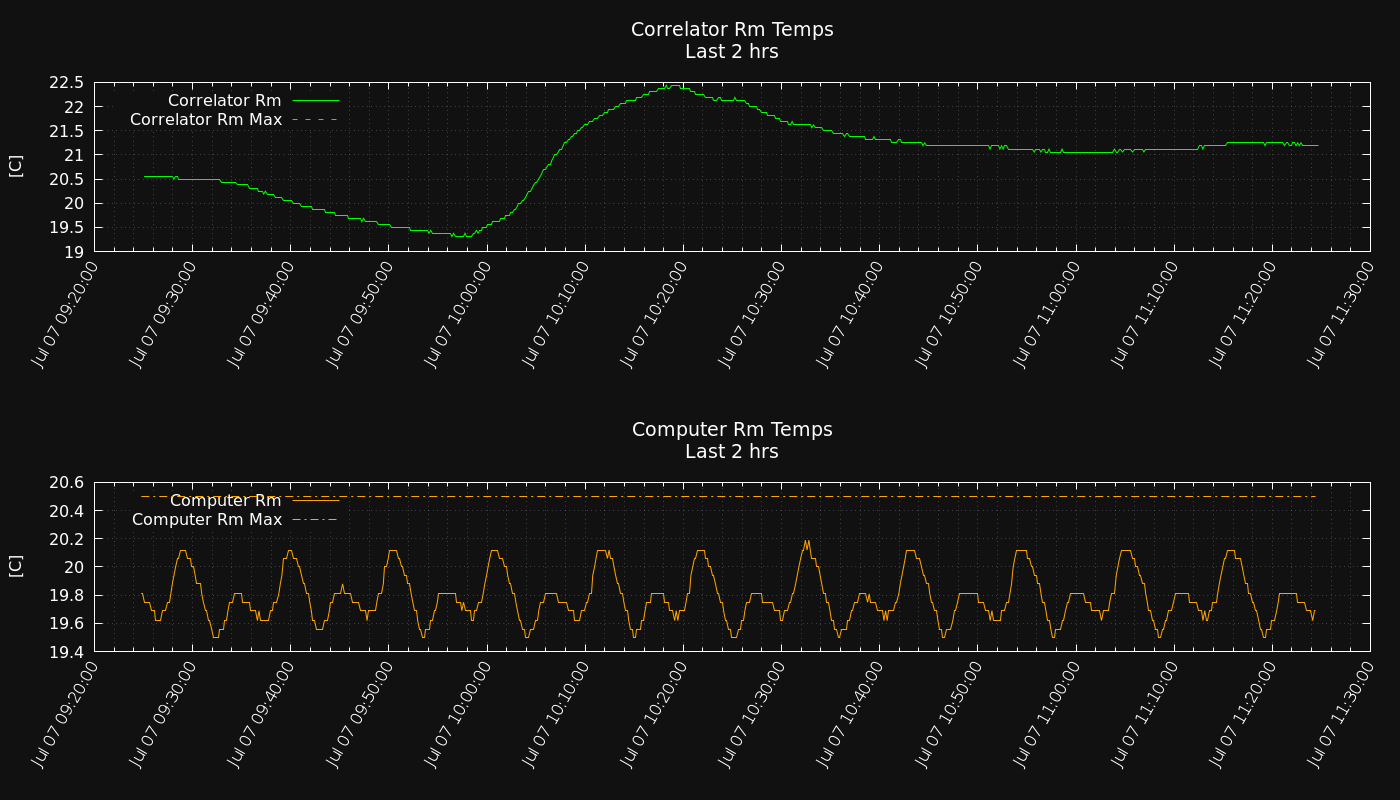 Correlator Rm Temps
Last 2 hrs
22.5
22
21.5
21
20.5
20
19.5
19
[C]
Correlator Rm
Correlator Rm Max
Jul 07 09:20:00
Jul 07 09:30:00
Jul 07 09:40:00
Jul 07 09:50:00
Jul 07 10:00:00
Jul 07 10:10:00
Jul 07 10:20:00
Jul 07 10:30:00
Jul 07 10:40:00
Jul 07 10:50:00
Jul 07 11:00:00
Jul 07 11:10:00
Jul 07 11:20:00
Jul 07 11:30:00
Computer Rm Temps
Last 2 hrs
20.6
20.4
20.2
20
19.8
19.6
19.4
[C]
Computer Rm
Computer Rm Max
Jul 07 09:20:00
Jul 07 09:30:00
Jul 07 09:40:00
Jul 07 09:50:00
Jul 07 10:00:00
Jul 07 10:10:00
Jul 07 10:20:00
Jul 07 10:30:00
Jul 07 10:40:00
Jul 07 10:50:00
Jul 07 11:00:00
Jul 07 11:10:00
Jul 07 11:20:00
Jul 07 11:30:00